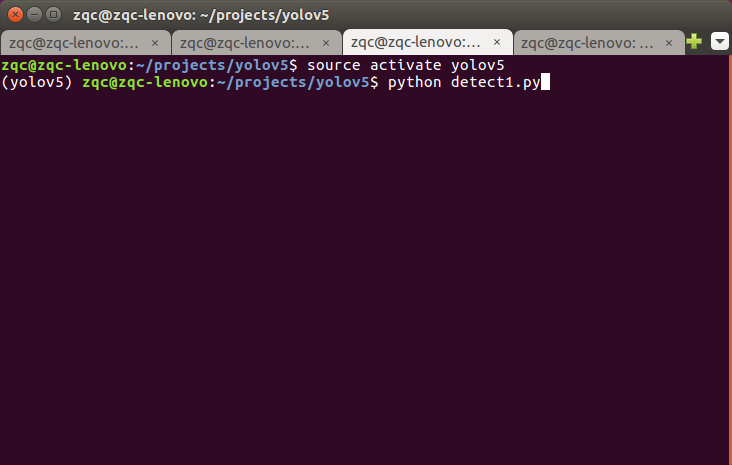 zqc@zqc-lenovo: ~/projects/yolov5
zqc@zqc-lenovo:... × zqc@zqc-lenovo:... × zqc@zqc-lenovo:... × zqc@zqc-lenovo: ... ×
zqc@zqc-lenovo:~/projects/yolov5$ source activate yolov5
(yolov5) zqc@zqc-lenovo:~/projects/yolov5$ python detect1.py